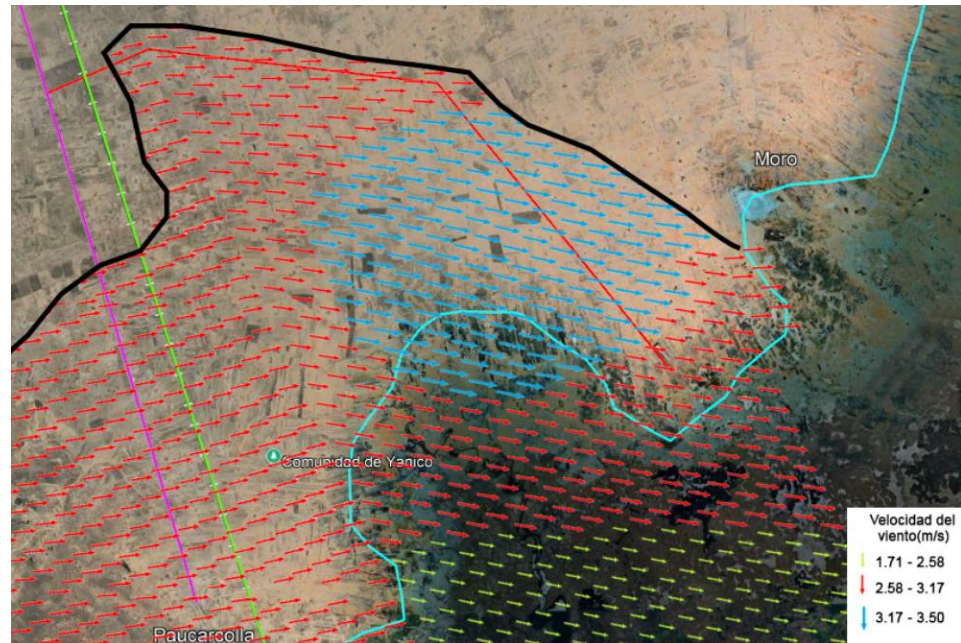 Moro
Comunidad de Yanico
Paucarcolla
Velocidad del
viento(m/s)
1.71 - 2.58
2.58 - 3.17
3.17 - 3.50